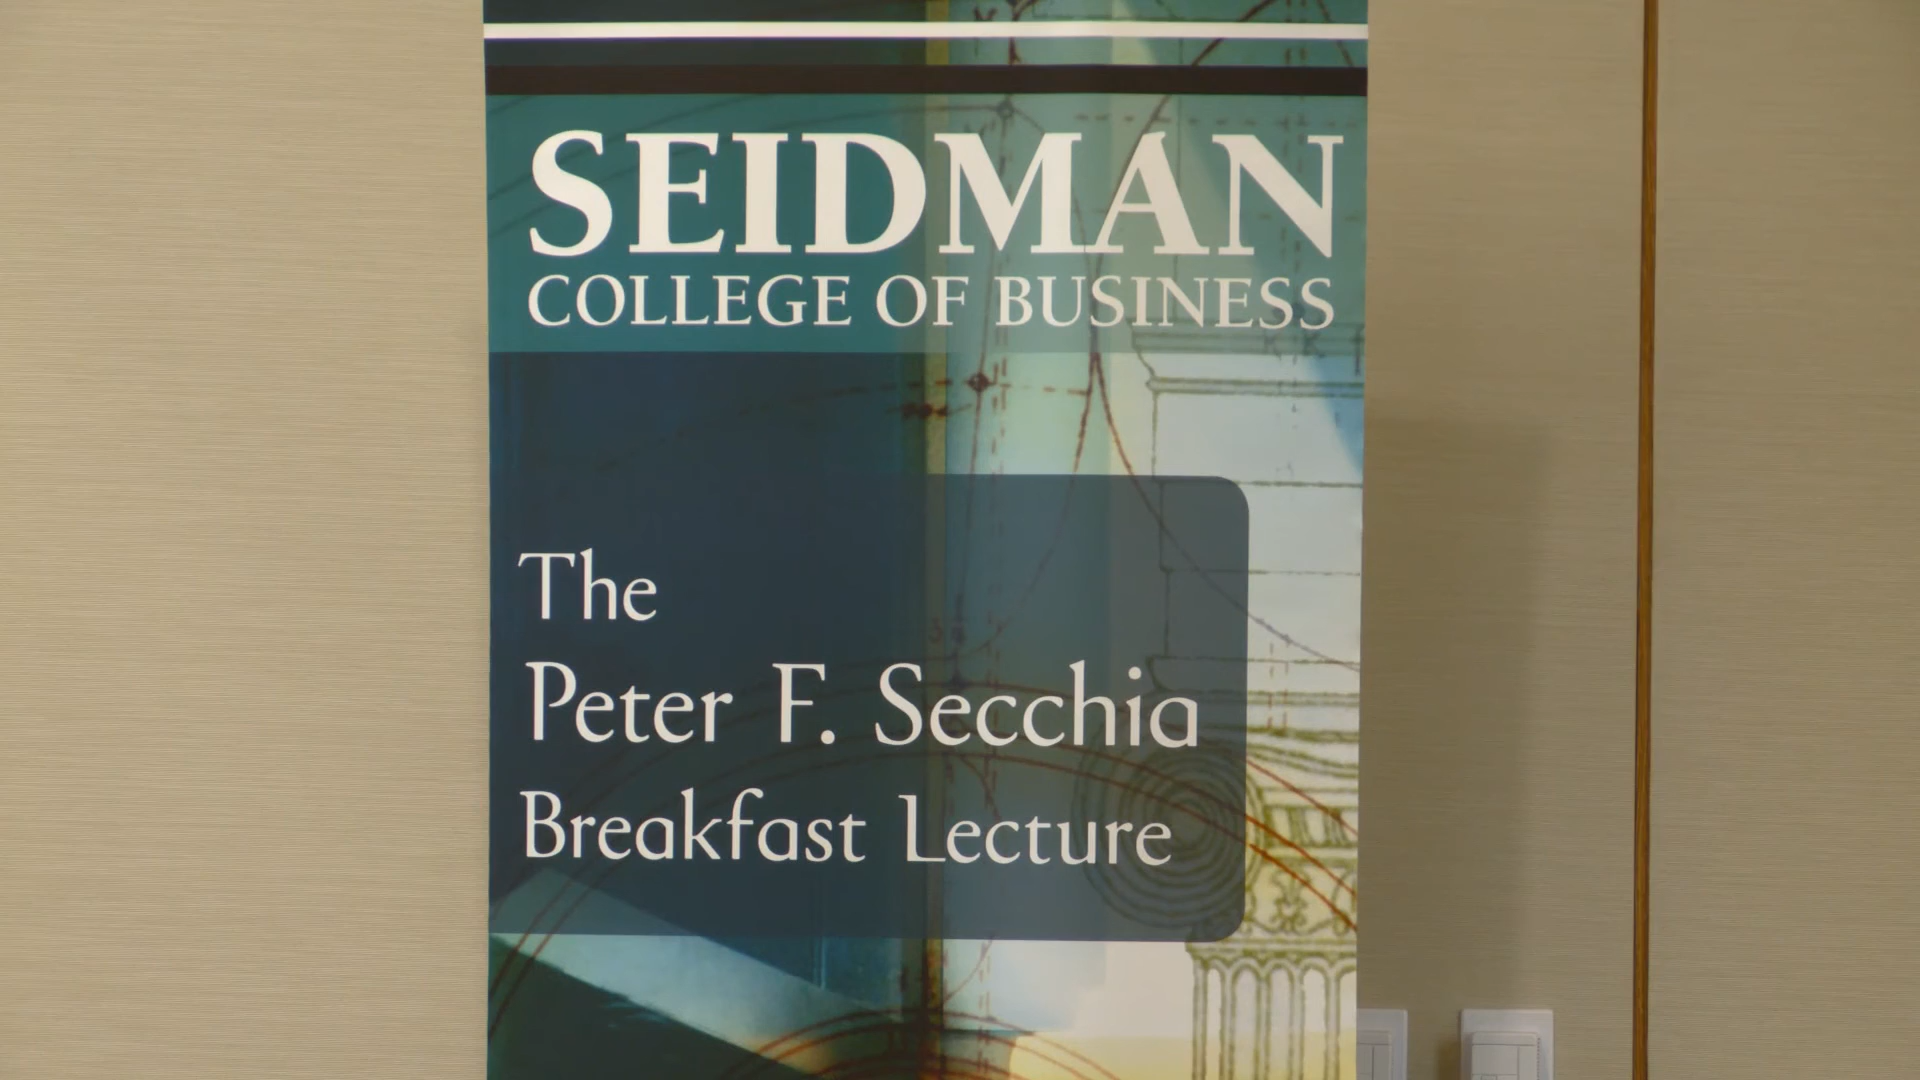 SEIDMAN
COLLEGE OF BUSINESS
The
Peter F. Secchia
Breakfast Lecture